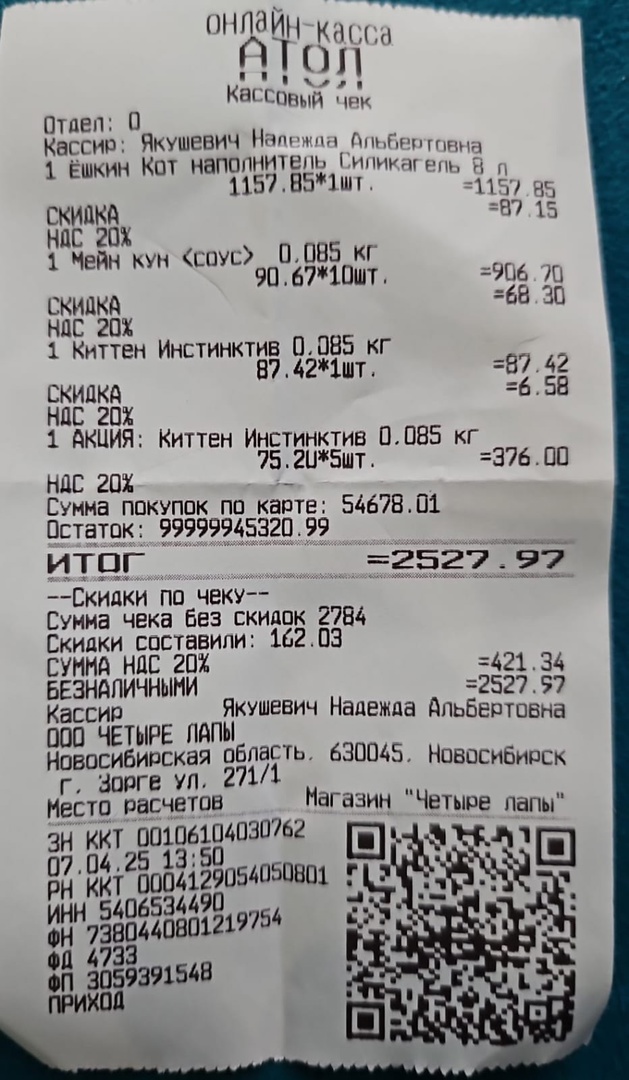 ОНЛАЙН-КАССА
АТОЛ
Кассовый чек
Отдел: 0
Кассир: Якушевич Надежда Альбертовна
1 Ёшкин Кот наполнитель Силикагель 8 л
1157.85*1шт. =1157.85
СКИДКА =87.15
НДС 20%
1 Мейн кун <соус> 0.085 кг
90.67*10шт. =906.70
СКИДКА =68.30
НДС 20%
1 Киттен Инстинктив 0.085 кг
87.42*1шт. =87.42
СКИДКА =6.58
НДС 20%
1 АКЦИЯ: Киттен Инстинктив 0.085 кг
75.20*5шт. =376.00
НДС 20%
Сумма покупок по карте: 54678.01
Остаток: 99999945320.99
ИТОГ =2527.97
--Скидки по чеку--
Сумма чека без скидок 2784
Скидки составили: 162.03
СУММА НДС 20% =421.34
БЕЗНАЛИЧНЫМИ =2527.97
Кассир Якушевич Надежда Альбертовна
ООО ЧЕТЫРЕ ЛАПЫ
Новосибирская область, 630045, Новосибирск
г. Зорге ул. 271/1
Место расчетов Магазин "Четыре лапы"
ЗН ККТ 00106104030762
07.04.25 13:50
РН ККТ 0004129054050801
ИНН 5406534490
ФН 7380440801219754
ФД 4733
ФП 3059391548
ПРИХОД